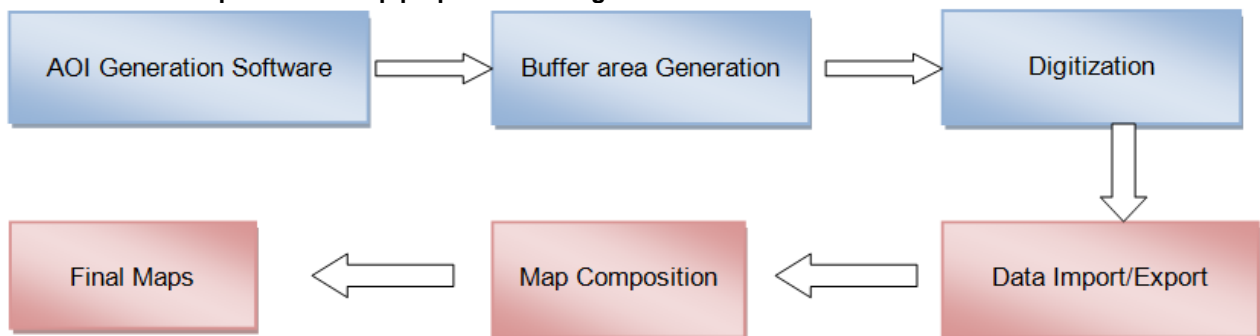 AOI Generation Software
Buffer area Generation
Digitization
Final Maps
Map Composition
Data Import/Export